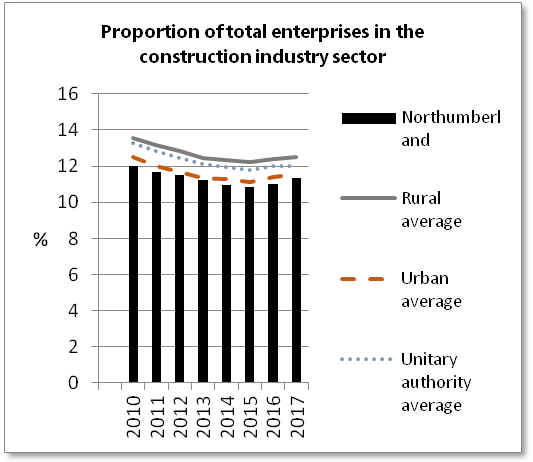 Proportion of total enterprises in the
construction industry sector
16
14
12
10
8
6
4
2
0
%
2010
2011
2012
2013
2014
2015
2016
2017
Northumberl
and
Rural
average
Urban
average
Unitary
authority
average